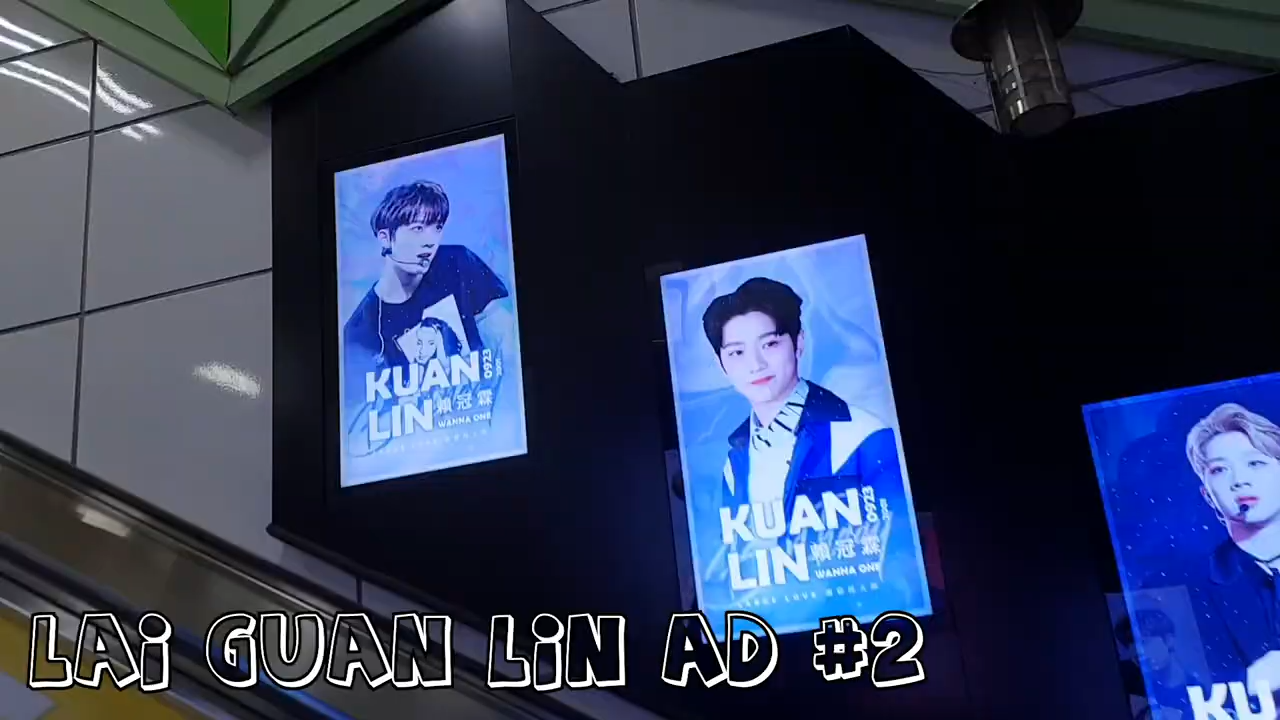 KUAN
0923
LIN 賴冠霖
WANNA ONE
KUAN
0923
LIN 賴冠霖
WANNA ONE
KU
LAi GUAN LiN AD #2